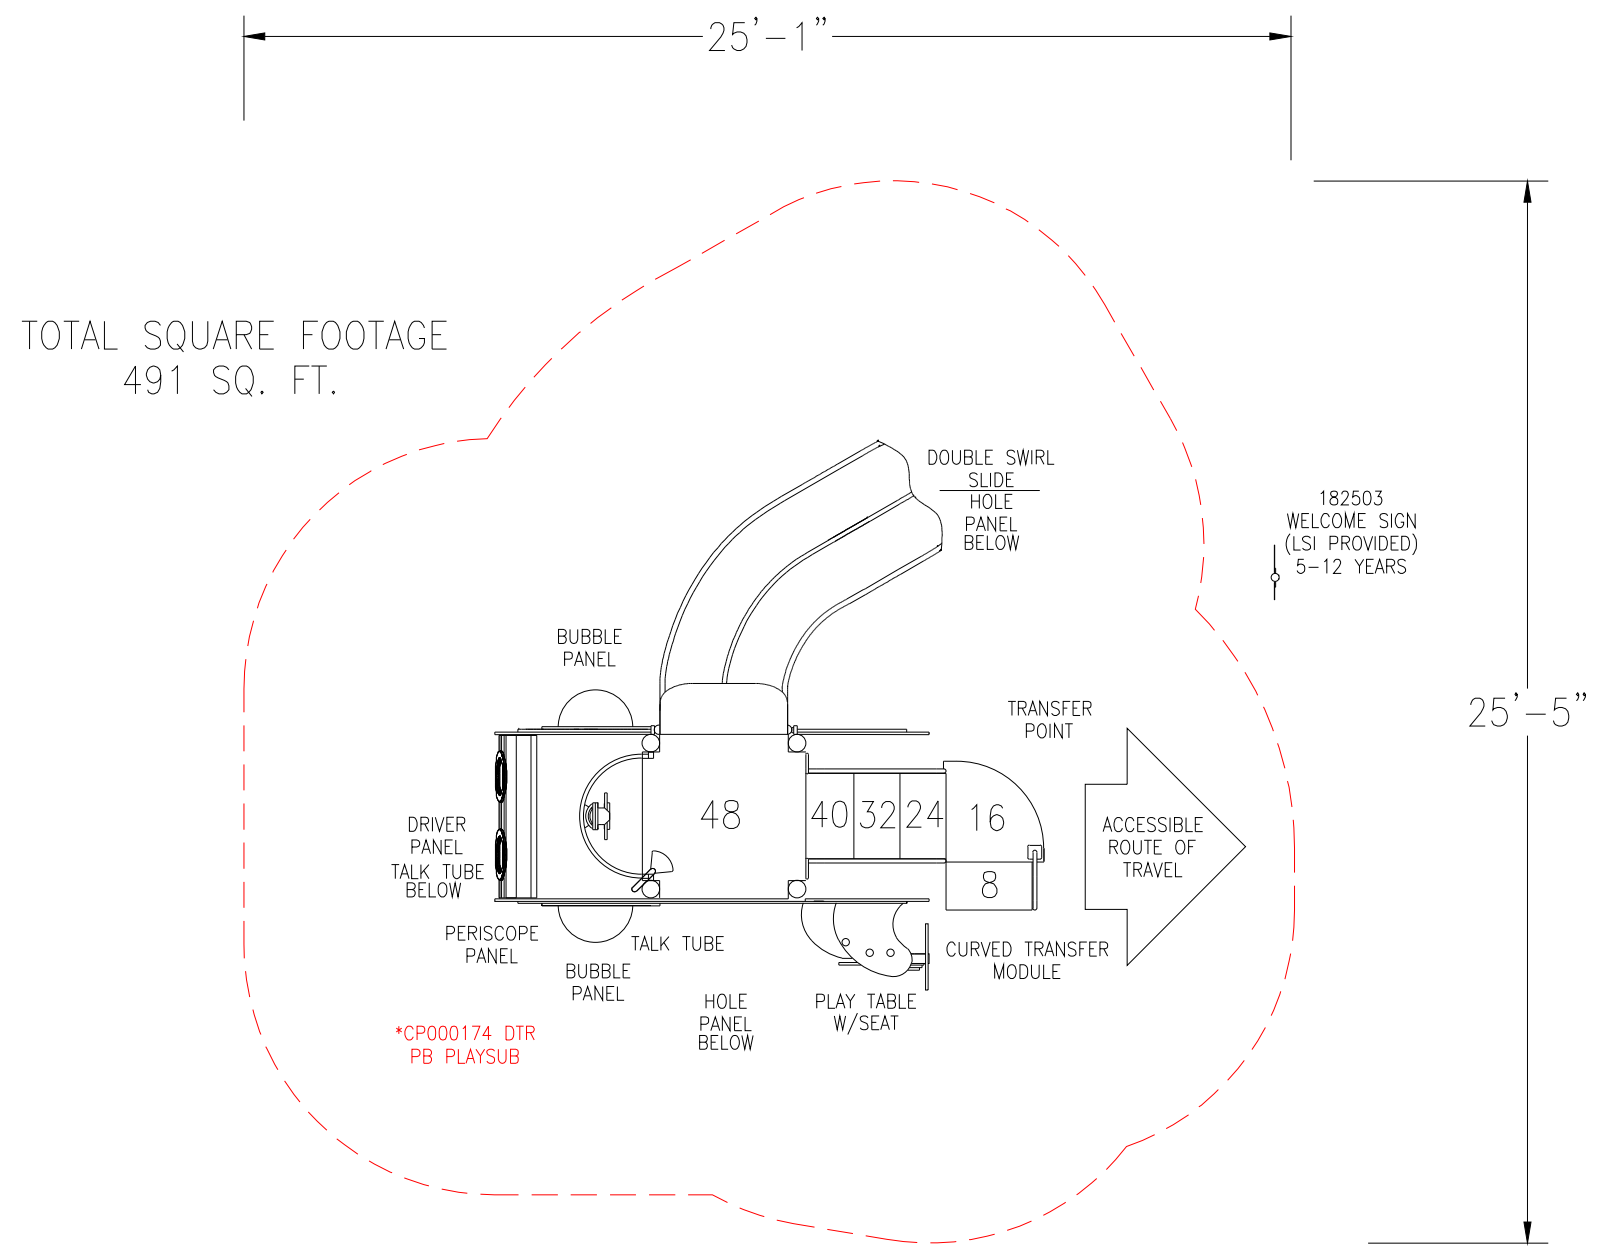 25'-1"
TOTAL SQUARE FOOTAGE
491 SQ. FT.
DOUBLE SWIRL
SLIDE
HOLE
PANEL
BELOW
182503
WELCOME SIGN
(LSI PROVIDED)
5-12 YEARS
BUBBLE
PANEL
TRANSFER
POINT
25'-5"
48
40
32
24
16
8
DRIVER
PANEL
TALK TUBE
BELOW
ACCESSIBLE
ROUTE OF
TRAVEL
PERISCOPE
PANEL
TALK TUBE
BUBBLE
PANEL
CURVED TRANSFER
MODULE
HOLE
PANEL
BELOW
PLAY TABLE
W/SEAT
*CP000174 DTR
PB PLAYSUB